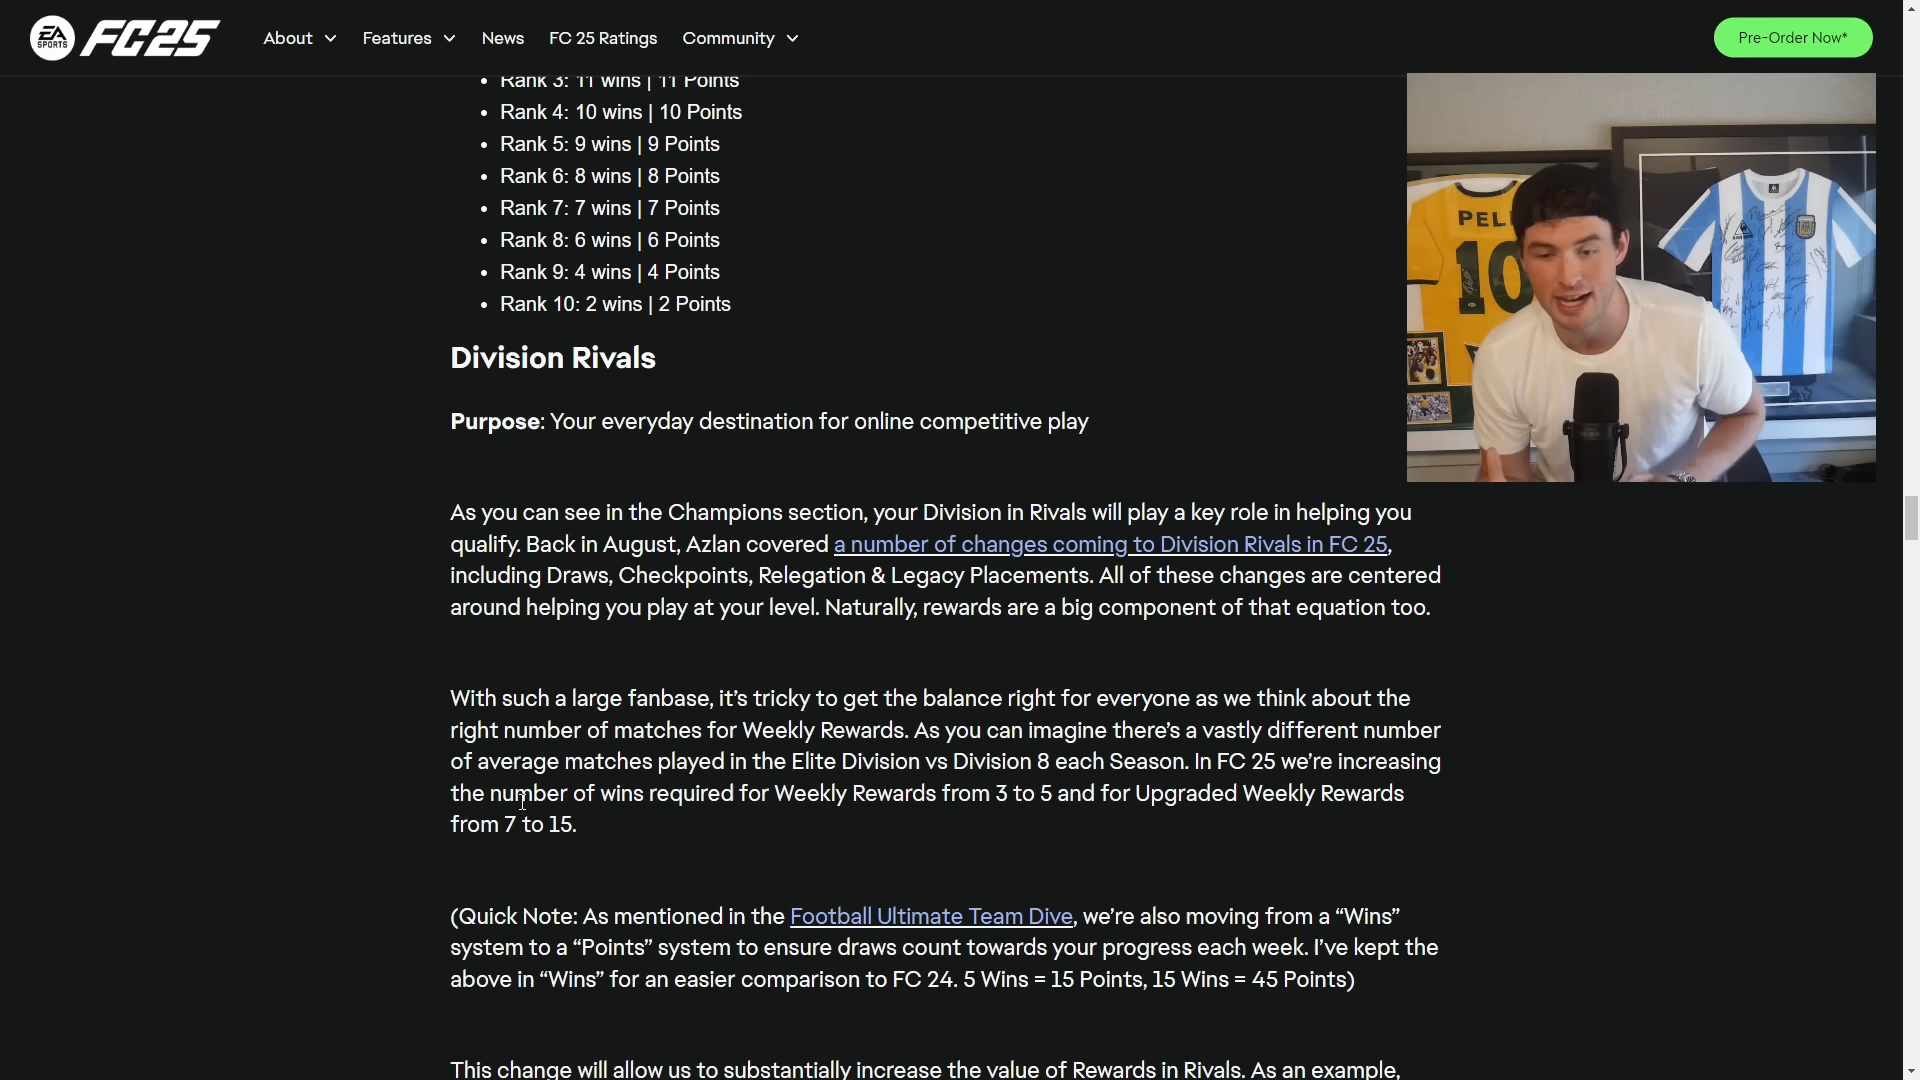 EA SPORTS FC 25
About Features News FC 25 Ratings Community Pre-Order Now*
• Rank 3: 11 wins | 11 Points
• Rank 4: 10 wins | 10 Points
• Rank 5: 9 wins | 9 Points
• Rank 6: 8 wins | 8 Points
• Rank 7: 7 wins | 7 Points
• Rank 8: 6 wins | 6 Points
• Rank 9: 4 wins | 4 Points
• Rank 10: 2 wins | 2 Points
PEL
10
Division Rivals
Purpose: Your everyday destination for online competitive play
As you can see in the Champions section, your Division in Rivals will play a key role in helping you
qualify. Back in August, Azlan covered a number of changes coming to Division Rivals in FC 25,
including Draws, Checkpoints, Relegation & Legacy Placements. All of these changes are centered
around helping you play at your level. Naturally, rewards are a big component of that equation too.
With such a large fanbase, it’s tricky to get the balance right for everyone as we think about the
right number of matches for Weekly Rewards. As you can imagine there’s a vastly different number
of average matches played in the Elite Division vs Division 8 each Season. In FC 25 we’re increasing
the number of wins required for Weekly Rewards from 3 to 5 and for Upgraded Weekly Rewards
from 7 to 15.
(Quick Note: As mentioned in the Football Ultimate Team Dive, we’re also moving from a “Wins”
system to a “Points” system to ensure draws count towards your progress each week. I’ve kept the
above in “Wins” for an easier comparison to FC 24. 5 Wins = 15 Points, 15 Wins = 45 Points)
This change will allow us to substantially increase the value of Rewards in Rivals. As an example,